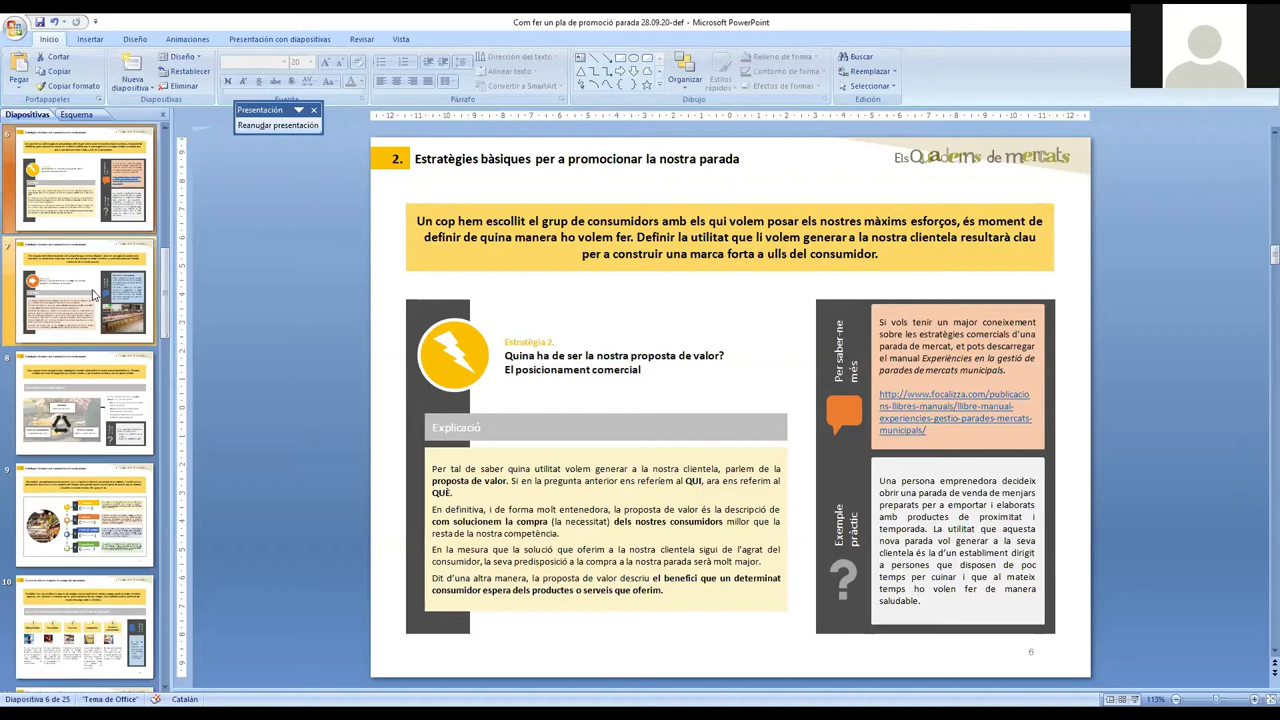 Com fer un pla de promoció parada 28.09.20-def - Microsoft PowerPoint
Inicio Insertar Diseño Animaciones Presentación con diapositivas Revisar Vista
Pegar
Cortar
Copiar
Copiar formato
Portapapeles
Nueva diapositiva
Diseño
Restablecer
Eliminar
Diapositivas
20
Fuente
Dirección del texto
Alinear texto
Convertir a SmartArt
Párrafo
Organizar
Estilos rápidos
Relleno de forma
Contorno de forma
Efectos de formas
Dibujo
Buscar
Reemplazar
Seleccionar
Edición
Presentación
Reanudar presentación
Diapositivas Esquema
6
7
8
9
10
2. Estratègies bàsiques per a promocionar la nostra parada
Els Quaderns de mercats
Un cop hem escollit el grup de consumidors amb els qui volem posar els nostres màxims esforços, és moment de
definir de quina manera ho volem fer. Definir la utilitat que li volem generar a la nostra clientela resultarà clau
per a construir una marca forta a ulls del consumidor.
Estratègia 2.
Quina ha de ser la nostra proposta de valor?
El posicionament comercial
Explicació
Per tal de saber quina utilitat volem generar a la nostra clientela, parlem de la
proposta de valor. Si en la pregunta anterior ens referíem al QUI, ara ens referim al
QUÈ.
En definitiva, i de forma molt entenedora, la proposta de valor és la descripció de
com solucionem la compra (la necessitat) dels nostres consumidors millor que la
resta de la nostra competència.
En la mesura que la solució que oferim a la nostra clientela sigui de l'agrat del
consumidor, la seva predisposició a la compra a la nostra parada serà molt major.
Dit d'una altra manera, la proposta de valor descriu el benefici que un determinat
consumidor espera dels productes o serveis que oferim.
Per saber-ne
més
Si vols tenir un major coneixement
sobre les estratègies comercials d'una
parada de mercat, et pots descarregar
el manual Experiències en la gestió de
parades de mercats municipals.
http://www.focalizza.com/publicacio
ns-llibres-manuals/llibre-manual-
experiencies-gestio-parades-mercats-
municipals/
Exemple
pràctic
?
Una persona emprenedora decideix
obrir una parada de venda de menjars
preparats per a emportar i elaborats
amb productes de proximitat i
temporada. La utilitat que aquesta
nova parada vol generar a la seva
clientela és la d'un establiment dirigit
a persones que disposen de poc
temps per cuinar i que al mateix
temps ho volen fer de manera
saludable.
6
Diapositiva 6 de 25 "Tema de Office" Catalán 113%